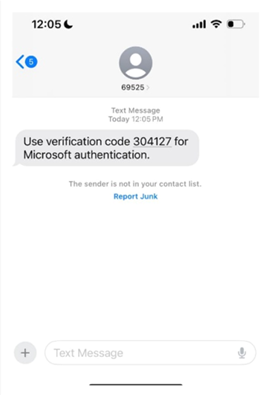 12:05
5
69525
Text Message
Today 12:05 PM
Use verification code 304127 for
Microsoft authentication.
The sender is not in your contact list.
Report Junk
Text Message